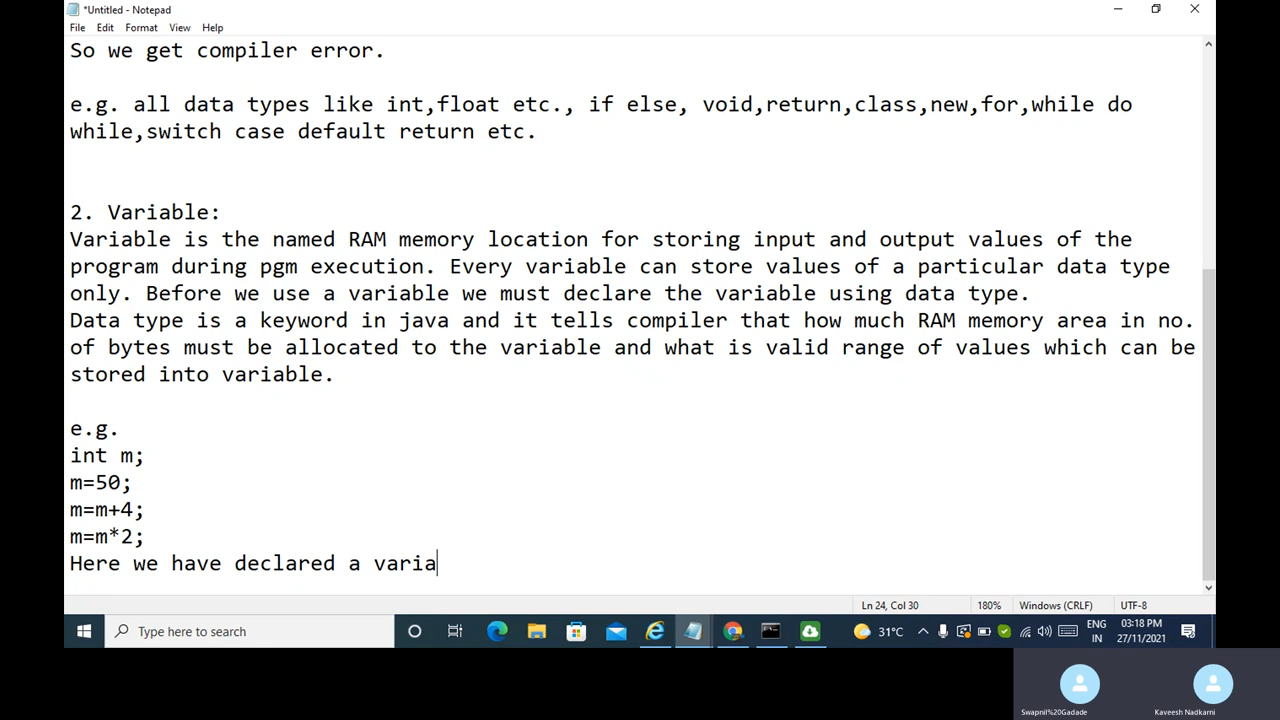 *Untitled - Notepad
File Edit Format View Help
So we get compiler error.
e.g. all data types like int,float etc., if else, void,return,class,new,for,while do
while,switch case default return etc.
2. Variable:
Variable is the named RAM memory location for storing input and output values of the
program during pgm execution. Every variable can store values of a particular data type
only. Before we use a variable we must declare the variable using data type.
Data type is a keyword in java and it tells compiler that how much RAM memory area in no.
of bytes must be allocated to the variable and what is valid range of values which can be
stored into variable.
e.g.
int m;
m=50;
m=m+4;
m=m*2;
Here we have declared a varia
Ln 24, Col 30 180% Windows (CRLF) UTF-8
Type here to search
31°C
ENG
IN
03:18 PM
27/11/2021
Swapnil%20Gadade
Kaveesh Nadkarni